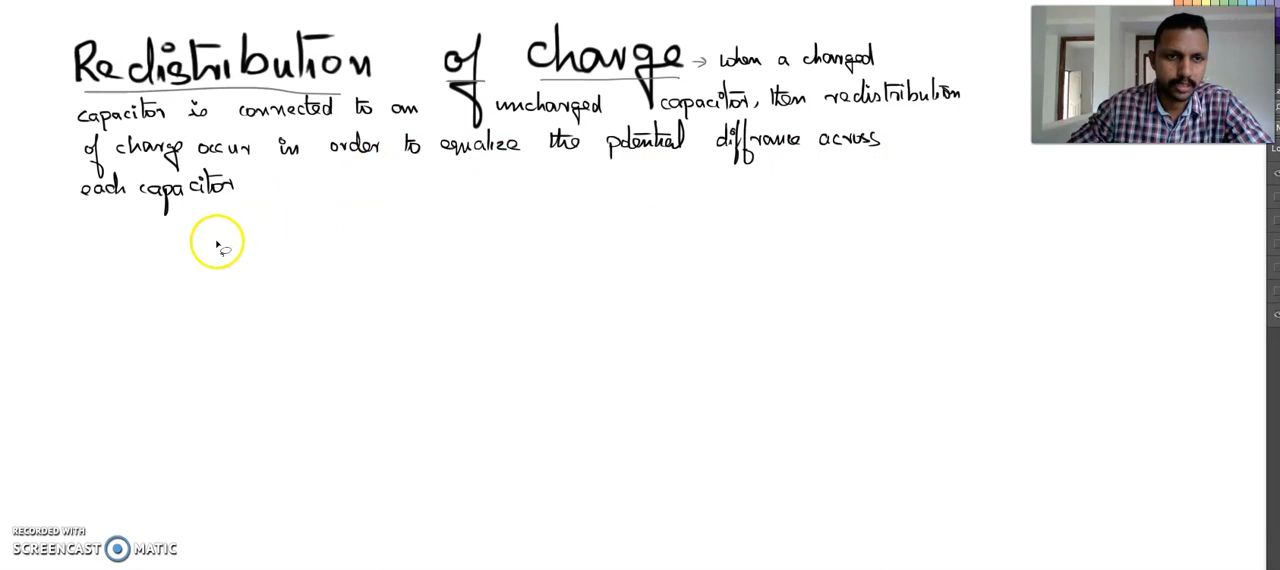 Redistribution of charge → When a charged
capacitor is connected to an uncharged capacitor, then redistribution
of charge occur in order to equalize the potential diffrance across
each capacitor
RECORDED WITH
SCREENCAST MATIC